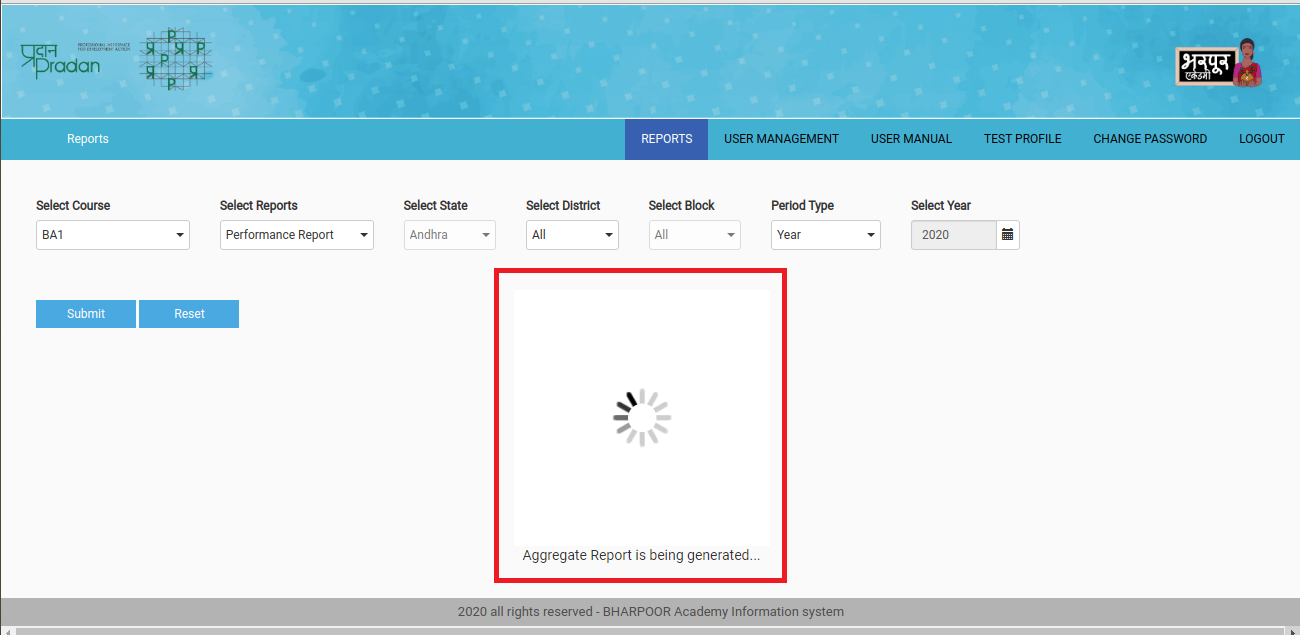 प्रदान
Pradan
PROFESSIONAL ASSISTANCE
FOR DEVELOPMENT ACTION
P
प्र प्र P
P प्र
P
भरपूर
एकेडमी
Reports REPORTS USER MANAGEMENT USER MANUAL TEST PROFILE CHANGE PASSWORD LOGOUT
Select Course Select Reports Select State Select District Select Block Period Type Select Year
BA1 Performance Report Andhra All All Year 2020
Submit Reset
Aggregate Report is being generated...
2020 all rights reserved - BHARPOOR Academy Information system